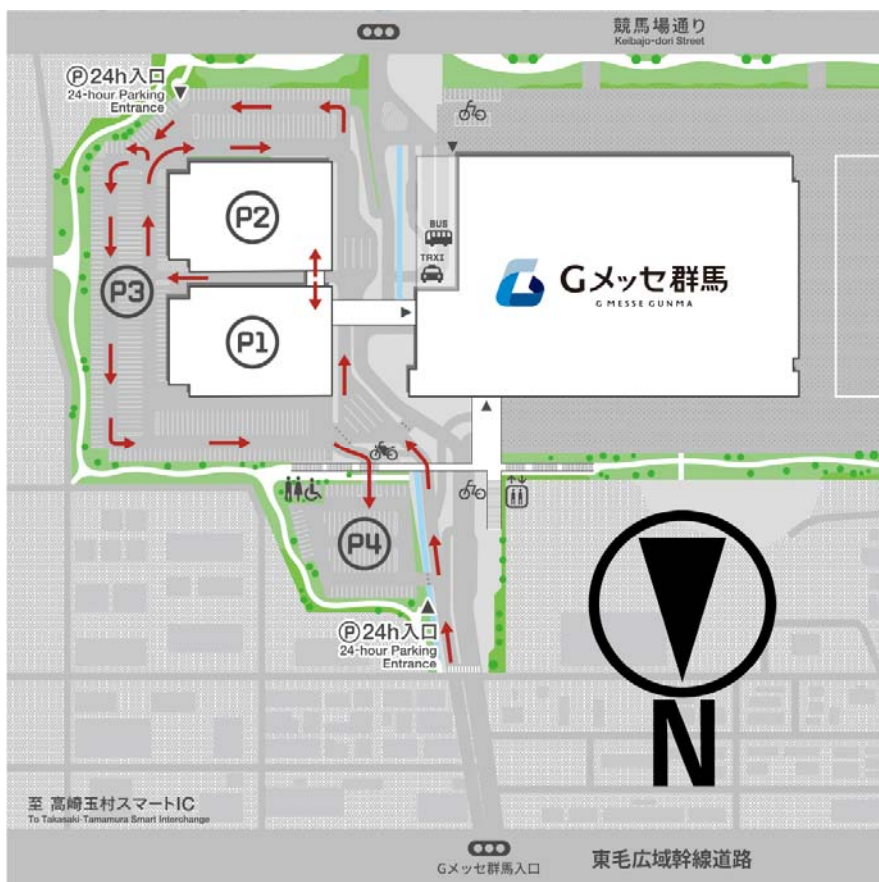 競馬場通り
Keibajo-dori Street
Ⓟ24h入口
24-hour Parking
Entrance
P2
BUS
TAXI
Gメッセ群馬
G MESSE GUNMA
P3
P1
P4
Ⓟ24h入口
24-hour Parking
Entrance
N
至 高崎玉村スマートIC
To Takasaki-Tamamura Smart Interchange
Gメッセ群馬入口
東毛広域幹線道路